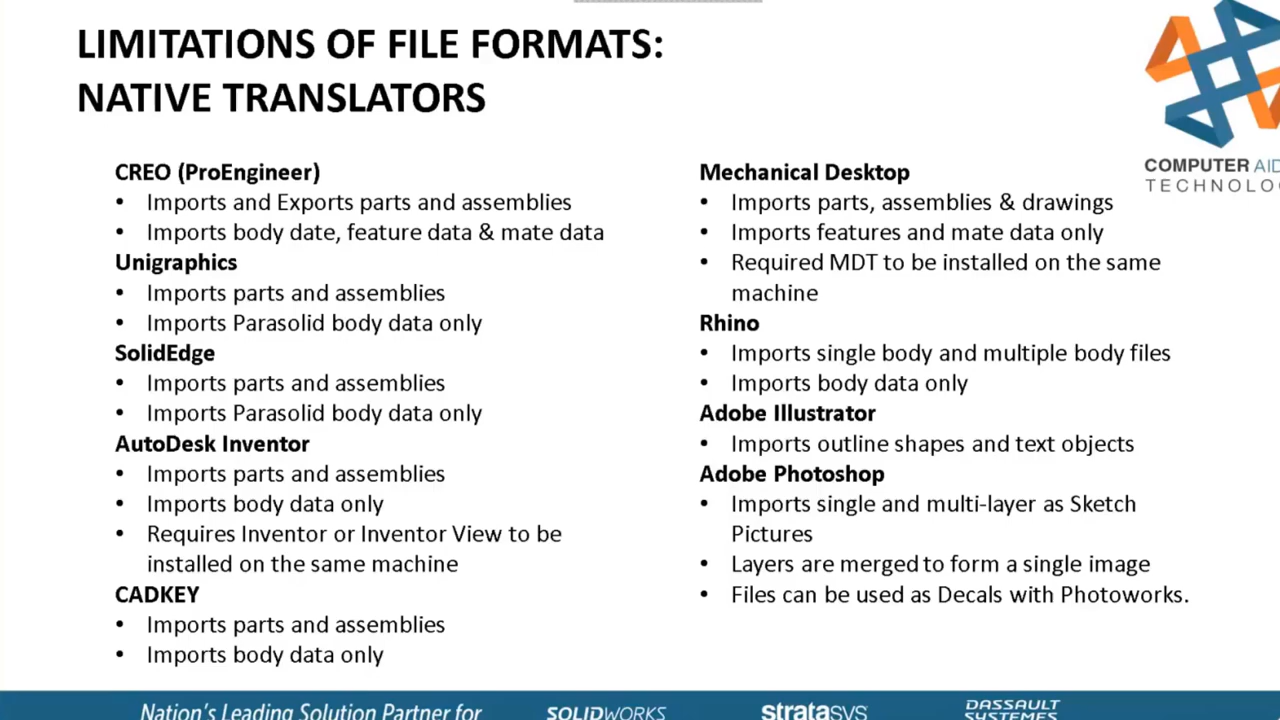 LIMITATIONS OF FILE FORMATS:
NATIVE TRANSLATORS
COMPUTER AID
TECHNOLO
CREO (ProEngineer)
• Imports and Exports parts and assemblies
• Imports body date, feature data & mate data
Unigraphics
• Imports parts and assemblies
• Imports Parasolid body data only
SolidEdge
• Imports parts and assemblies
• Imports Parasolid body data only
AutoDesk Inventor
• Imports parts and assemblies
• Imports body data only
• Requires Inventor or Inventor View to be
installed on the same machine
CADKEY
• Imports parts and assemblies
• Imports body data only
Mechanical Desktop
• Imports parts, assemblies & drawings
• Imports features and mate data only
• Required MDT to be installed on the same
machine
Rhino
• Imports single body and multiple body files
• Imports body data only
Adobe Illustrator
• Imports outline shapes and text objects
Adobe Photoshop
• Imports single and multi-layer as Sketch
Pictures
• Layers are merged to form a single image
• Files can be used as Decals with Photoworks.
Nation's Leading Solution Partner for
SOLIDWORKS
stratasys
DASSAULT
SYSTEMES